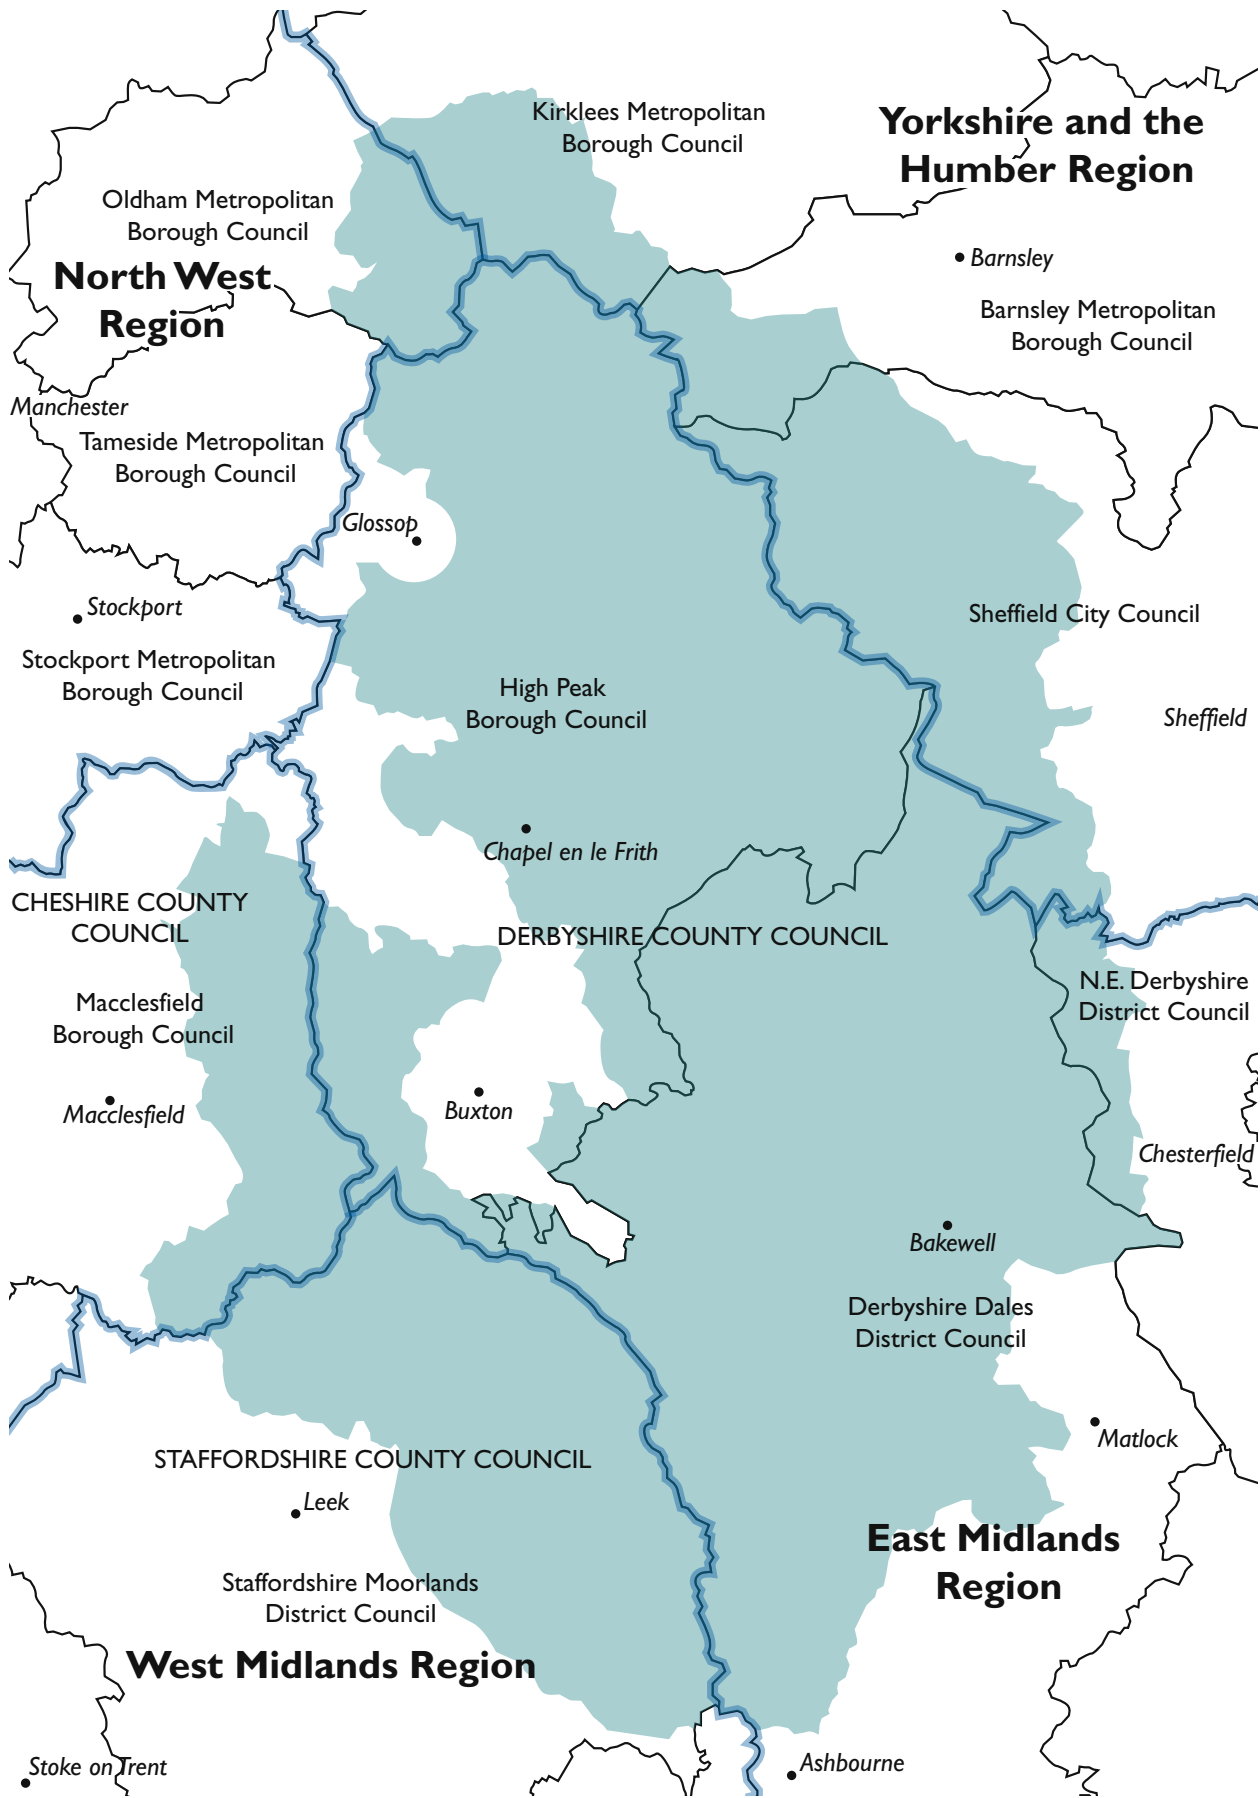 Kirklees Metropolitan
Borough Council
Yorkshire and the
Humber Region
Oldham Metropolitan
Borough Council
North West
Region
Barnsley
Barnsley Metropolitan
Borough Council
Manchester
Tameside Metropolitan
Borough Council
Glossop
Stockport
Sheffield City Council
Stockport Metropolitan
Borough Council
High Peak
Borough Council
Sheffield
Chapel en le Frith
CHESHIRE COUNTY
COUNCIL
DERBYSHIRE COUNTY COUNCIL
N.E. Derbyshire
District Council
Macclesfield
Borough Council
Macclesfield
Buxton
Chesterfield
Bakewell
Derbyshire Dales
District Council
Matlock
STAFFORDSHIRE COUNTY COUNCIL
Leek
East Midlands
Region
Staffordshire Moorlands
District Council
West Midlands Region
Stoke on Trent
Ashbourne